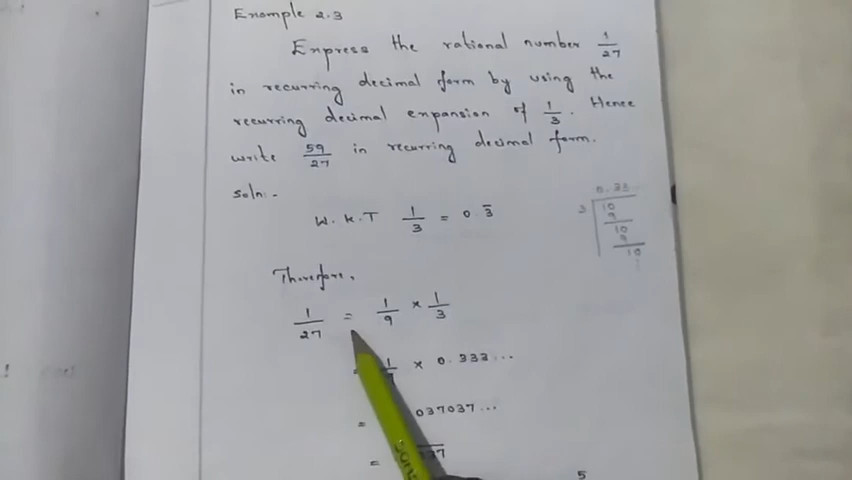 Example 2.3
Express the rational number 1/27
in recurring decimal form by using the
recurring decimal expansion of 1/3. Hence
write 59/27 in recurring decimal form.
Soln:-
W.K.T 1/3 = 0.3̅
0.33..
3 10
9
10
9
10
Therefore,
1/27 = 1/9 × 1/3
× 0.333...
= 037037...
=
5